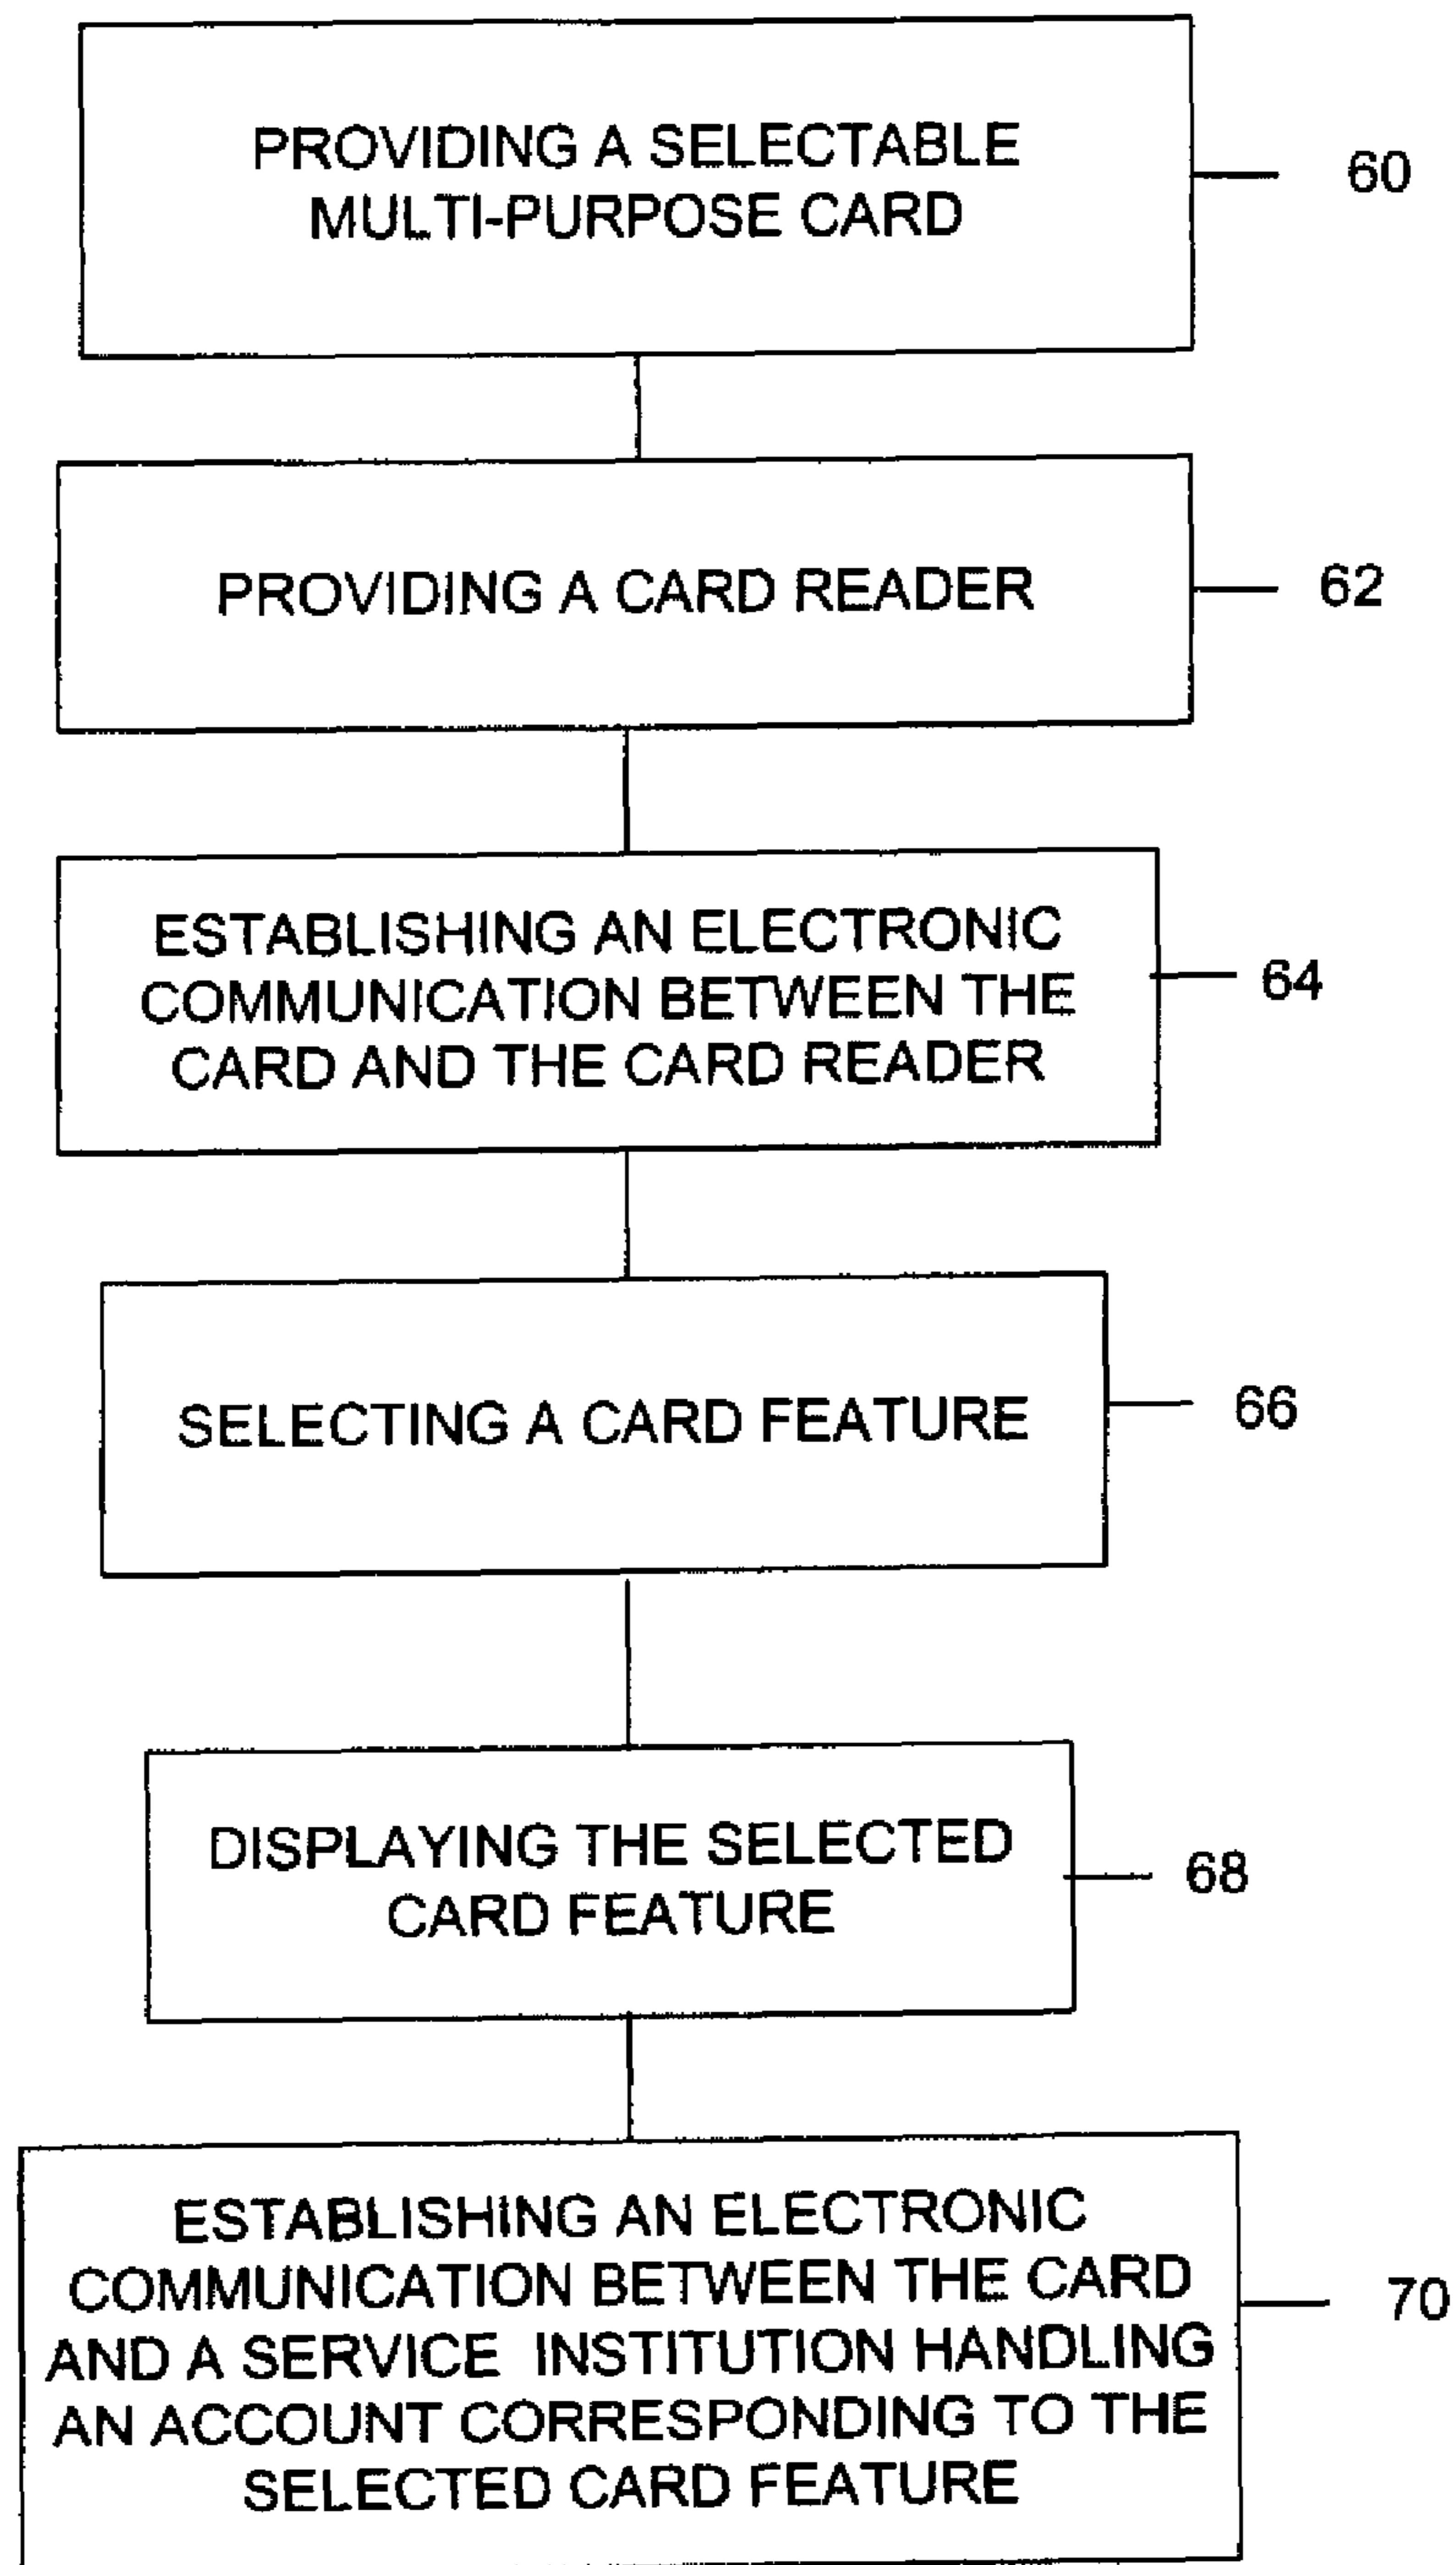 PROVIDING A SELECTABLE
MULTI-PURPOSE CARD
60
PROVIDING A CARD READER
62
ESTABLISHING AN ELECTRONIC
COMMUNICATION BETWEEN THE
CARD AND THE CARD READER
64
SELECTING A CARD FEATURE
66
DISPLAYING THE SELECTED
CARD FEATURE
68
ESTABLISHING AN ELECTRONIC
COMMUNICATION BETWEEN THE CARD
AND A SERVICE INSTITUTION HANDLING
AN ACCOUNT CORRESPONDING TO THE
SELECTED CARD FEATURE
70